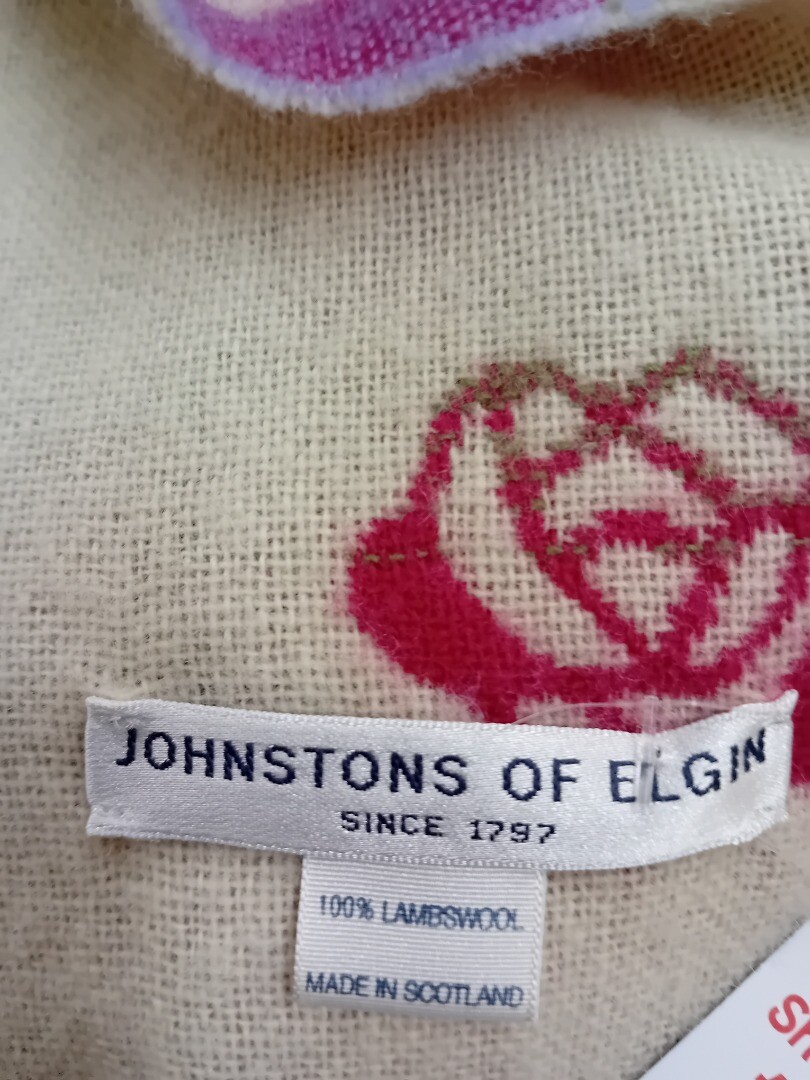 JOHNSTONS OF ELGIN
SINCE 1797
100% LAMBSWOOL
MADE IN SCOTLAND